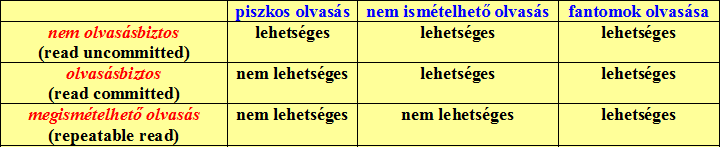 piszkos olvasás nem ismételhető olvasás fantomok olvasása
nem olvasásbiztos lehetséges lehetséges lehetséges
(read uncommitted)
olvasásbiztos nem lehetséges lehetséges lehetséges
(read committed)
megismételhető olvasás nem lehetséges nem lehetséges lehetséges
(repeatable read)